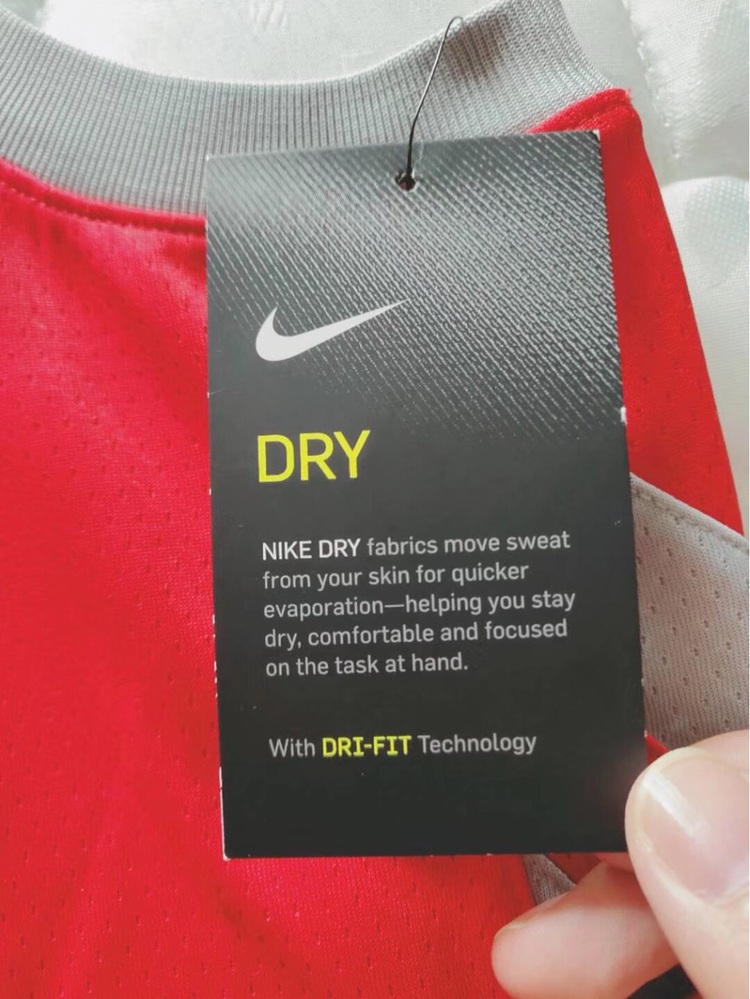 DRY
NIKE DRY fabrics move sweat
from your skin for quicker
evaporation—helping you stay
dry, comfortable and focused
on the task at hand.
With DRI-FIT Technology